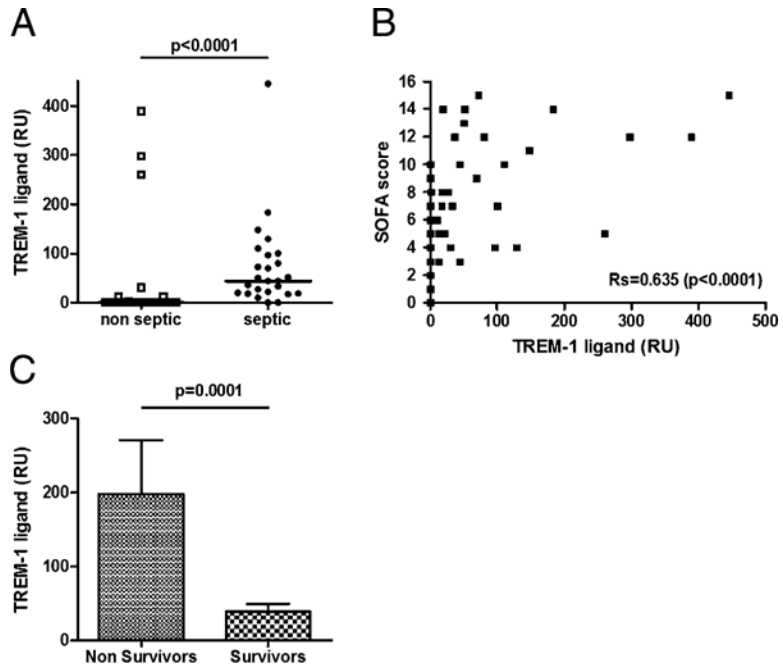 A
p<0.0001
TREM-1 ligand (RU)
400
300
200
100
0
non septic
septic
B
SOFA score
16
14
12
10
8
6
4
2
0
Rs=0.635 (p<0.0001)
0
100
200
300
400
500
TREM-1 ligand (RU)
C
p=0.0001
TREM-1 ligand (RU)
300
200
100
0
Non Survivors
Survivors